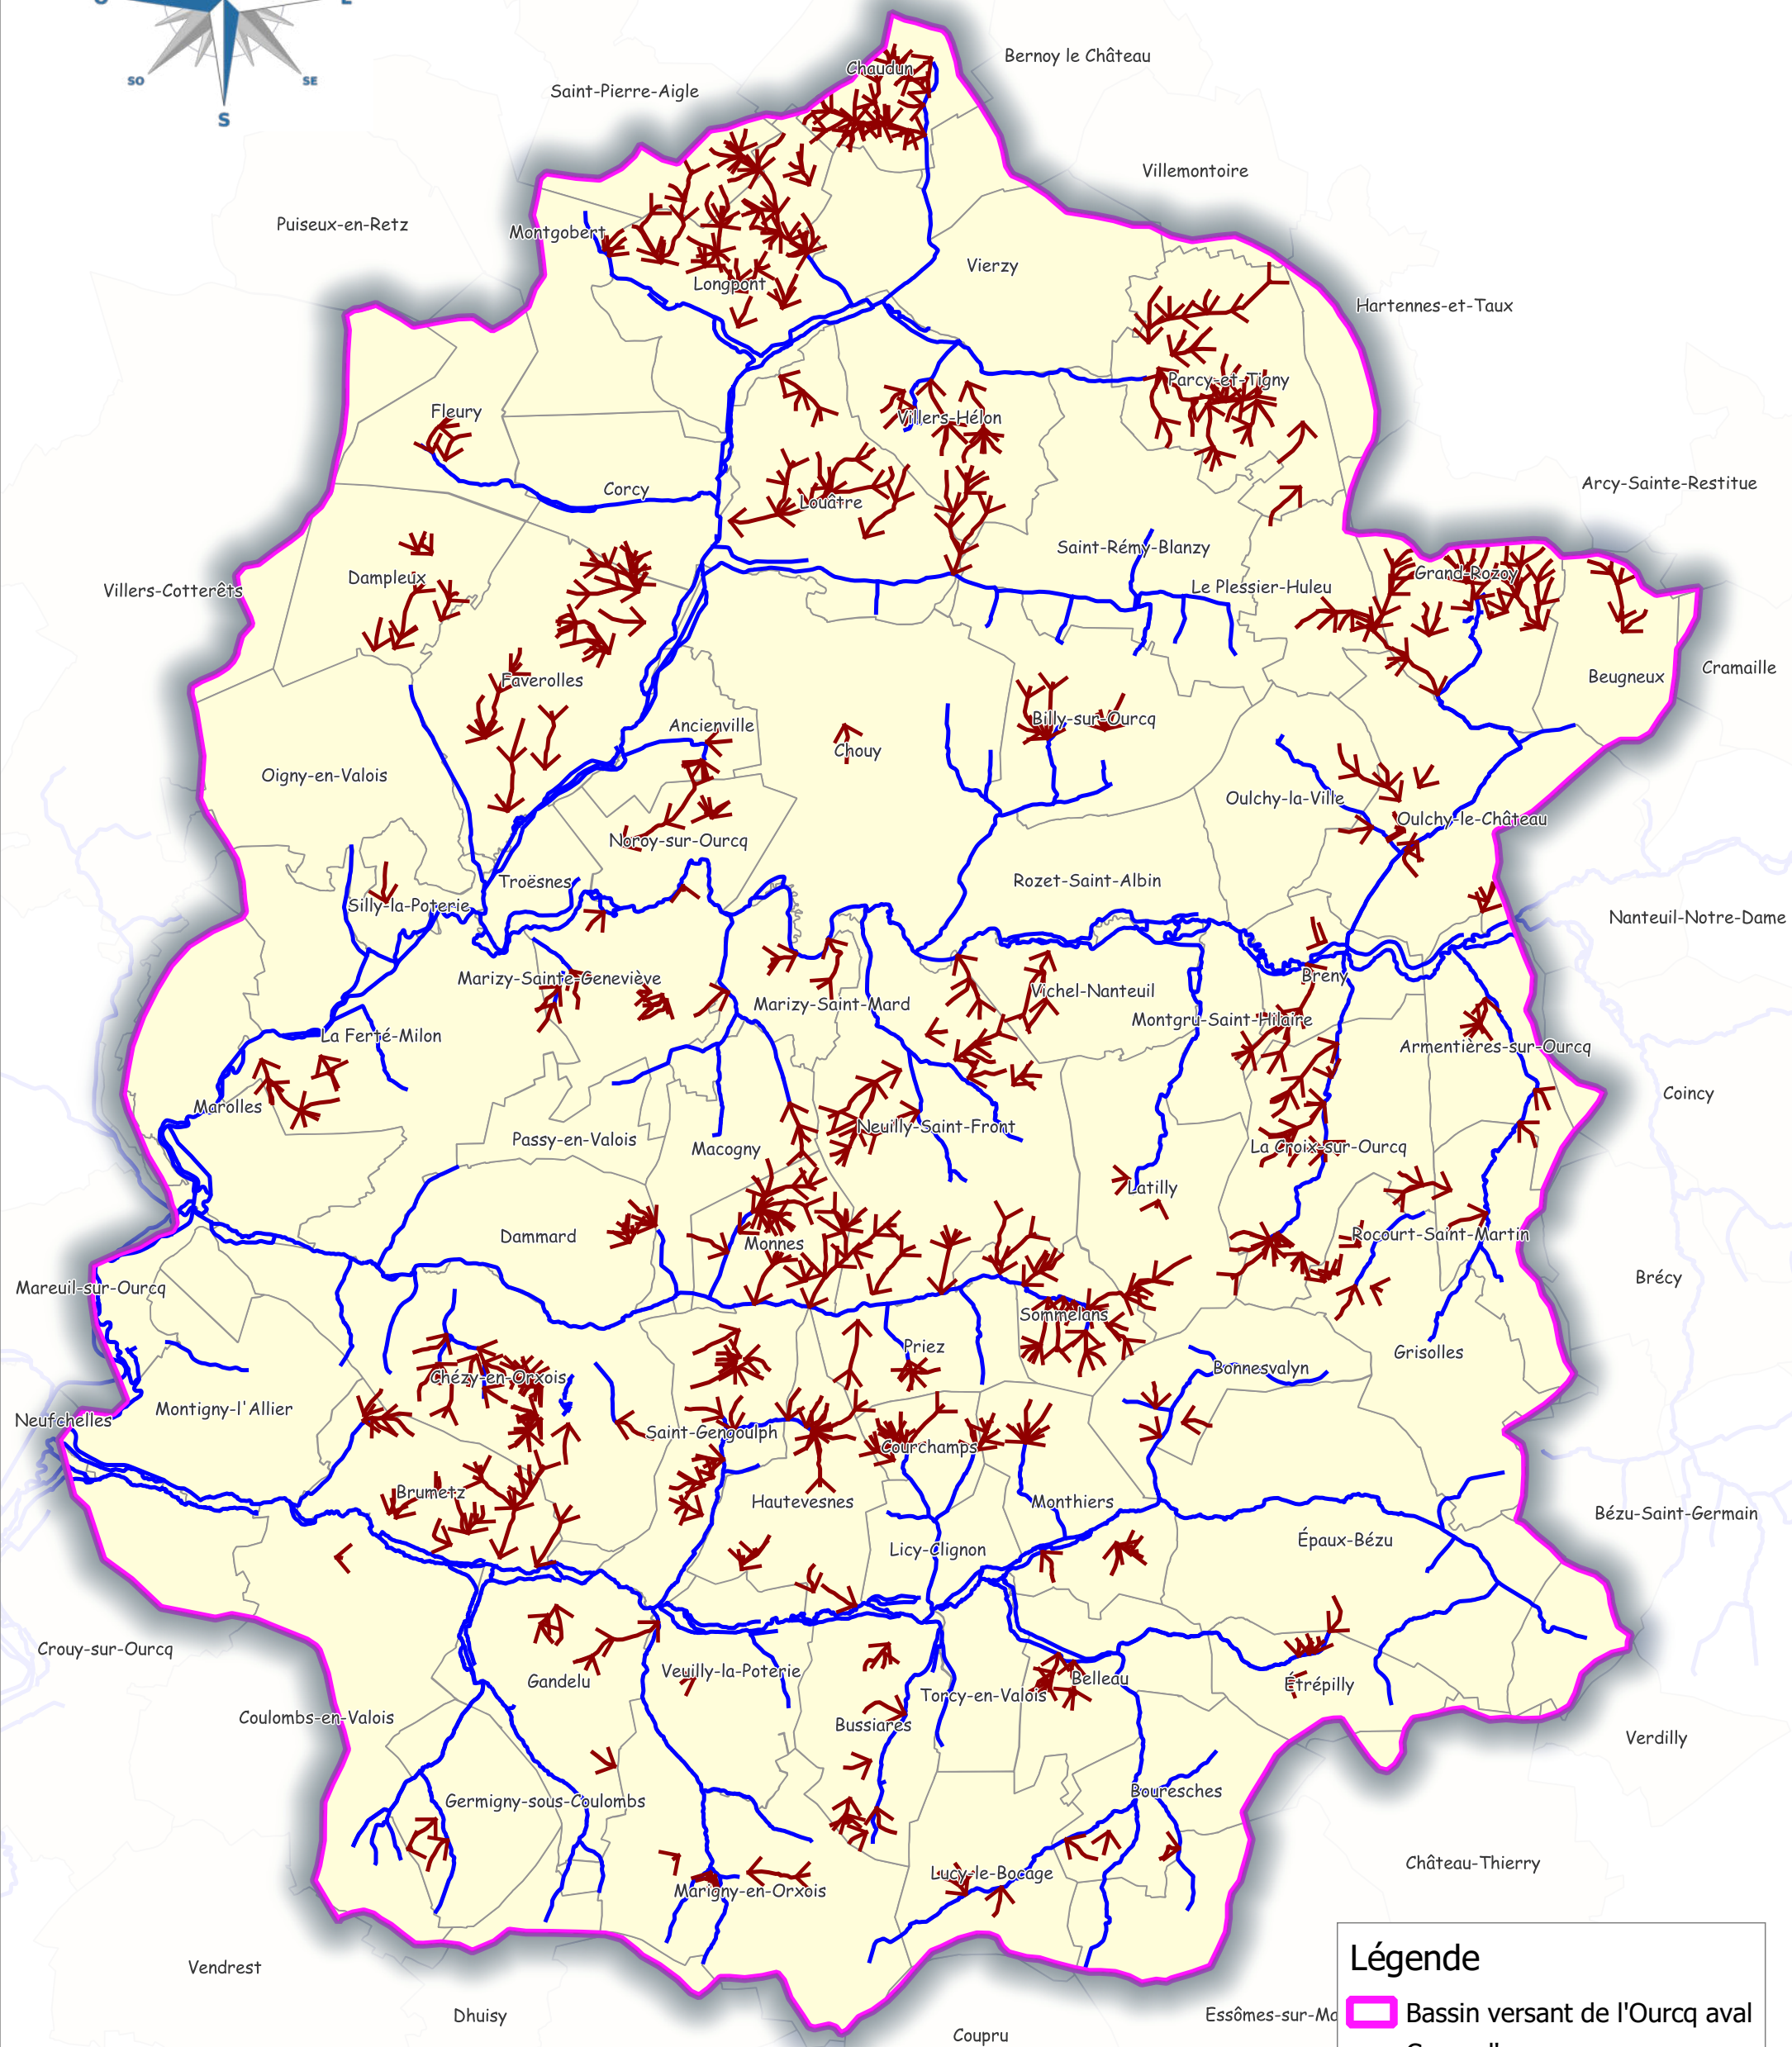 SO
SE
S
Bernoy le Château
Chaudun
Saint-Pierre-Aigle
Villemontoire
Puiseux-en-Retz
Montgobert
Vierzy
Longpont
Hartennes-et-Taux
Parcy-et-Tigny
Fleury
Villers-Hélon
Corcy
Arcy-Sainte-Restitue
Louâtre
Saint-Rémy-Blanzy
Grand-Rozoy
Dampleux
Le Plessier-Huleu
Villers-Cotterêts
Cramaille
Beugneux
Faverolles
Billy-sur-Ourcq
Ancienville
Chouy
Oigny-en-Valois
Oulchy-la-Ville
Oulchy-le-Château
Noroy-sur-Ourcq
Troësnes
Rozet-Saint-Albin
Silly-la-Poterie
Nanteuil-Notre-Dame
Marizy-Sainte-Geneviève
Breny
Vichel-Nanteuil
Marizy-Saint-Mard
Montgru-Saint-Hilaire
La Ferté-Milon
Armentières-sur-Ourcq
Coincy
Marolles
Neuilly-Saint-Front
Passy-en-Valois
Macogny
La Croix-sur-Ourcq
Latilly
Dammard
Monnes
Rocourt-Saint-Martin
Brécy
Mareuil-sur-Ourcq
Sommelans
Priez
Grisolles
Bonnesvalyn
Chézy-en-Orxois
Montigny-l'Allier
Neufchelles
Saint-Gengoulph
Courchamps
Brumetz
Hautevesnes
Monthiers
Bézu-Saint-Germain
Épaux-Bézu
Licy-Clignon
Crouy-sur-Ourcq
Veuilly-la-Poterie
Gandelu
Belleau
Étrépilly
Torcy-en-Valois
Coulombs-en-Valois
Bussiares
Verdilly
Bouresches
Germigny-sous-Coulombs
Château-Thierry
Lucy-le-Bocage
Marigny-en-Orxois
Légende
Vendrest
Dhuisy
Essômes-sur-Ma
Bassin versant de l'Ourcq aval
Coupru